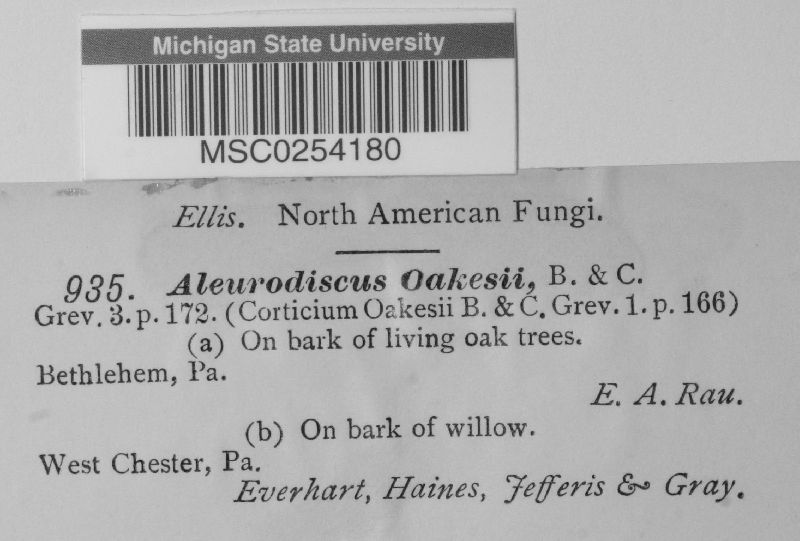 Michigan State University
MSC0254180
Ellis. North American Fungi.
935. Aleurodiscus Oakesii, B. & C.
Grev. 3. p. 172. (Corticium Oakesii B. & C. Grev. 1. p. 166)
(a) On bark of living oak trees.
Bethlehem, Pa.
E. A. Rau.
(b) On bark of willow.
West Chester, Pa.
Everhart, Haines, Jefferis & Gray.